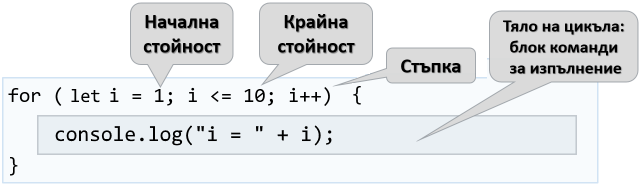 Начална
стойност
Крайна
стойност
Стъпка
Тяло на цикъла:
блок команди
за изпълнение
for ( let i = 1; i <= 10; i++) {
console.log("i = " + i);
}